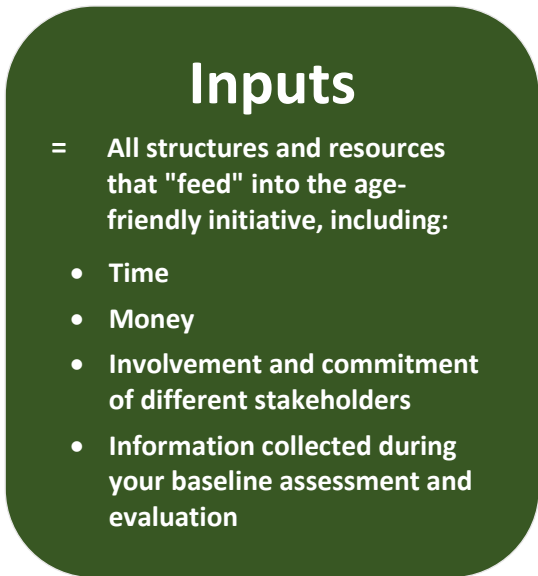 Inputs
= All structures and resources
that "feed" into the age-
friendly initiative, including:
• Time
• Money
• Involvement and commitment
of different stakeholders
• Information collected during
your baseline assessment and
evaluation